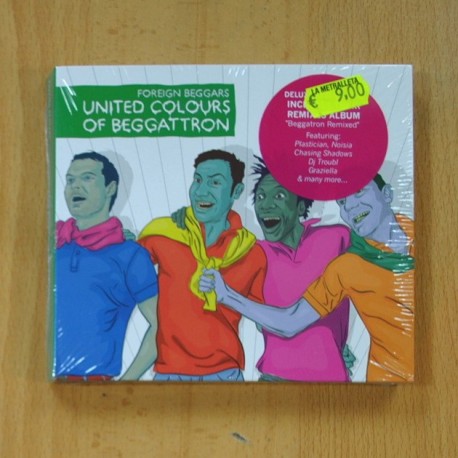 FOREIGN BEGGARS
UNITED COLOURS
OF BEGGATTRON
LA METRALLETA
€ 9,00
INC
REMIX ALBUM
"Beggatron Remixed"
Featuring:
Plastician, Noisia
Chasing Shadows
Dj Troubl
Graziella
& many more...